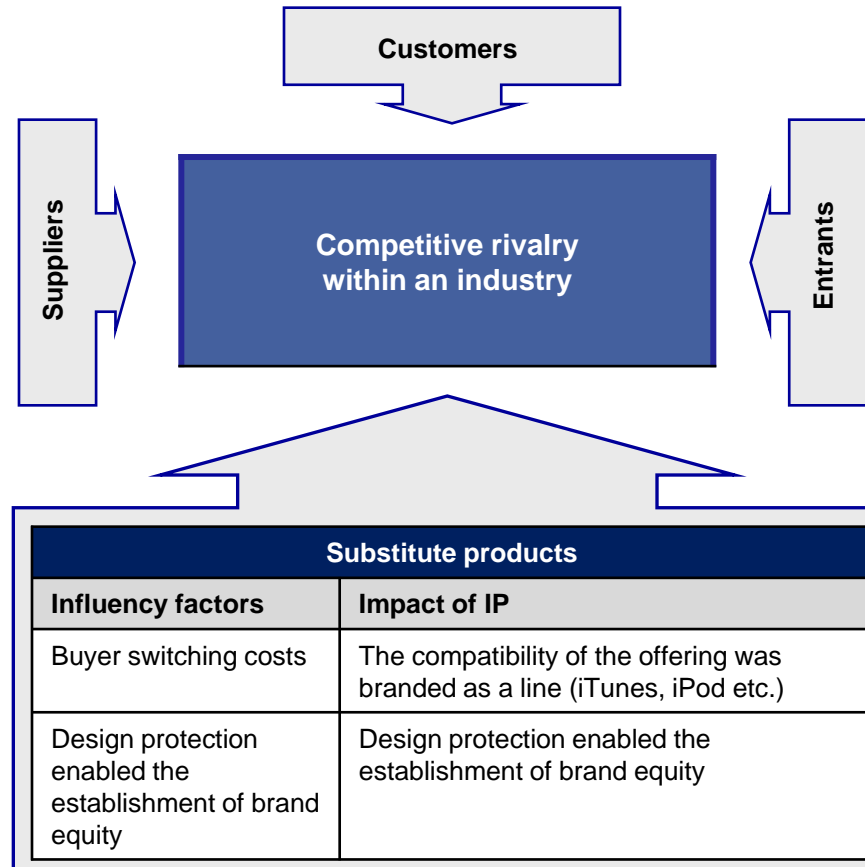 Customers
Suppliers
Competitive rivalry
within an industry
Entrants
Substitute products
Influency factors
Impact of IP
Buyer switching costs
The compatibility of the offering was
branded as a line (iTunes, iPod etc.)
Design protection
enabled the
establishment of brand
equity
Design protection enabled the
establishment of brand equity